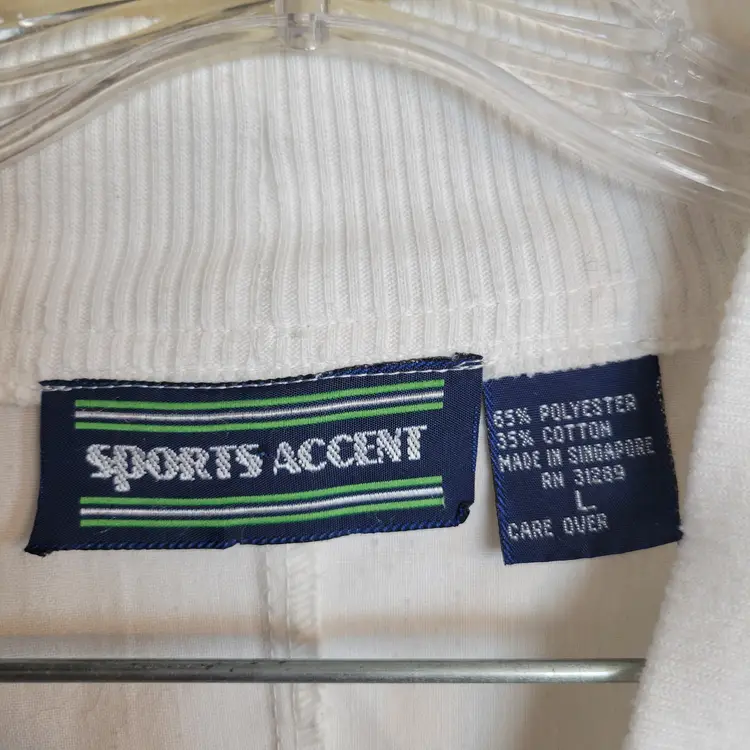 SPORTS ACCENT
65% POLYESTER
35% COTTON
MADE IN SINGAPORE
RN 31289
L
CARE OVER